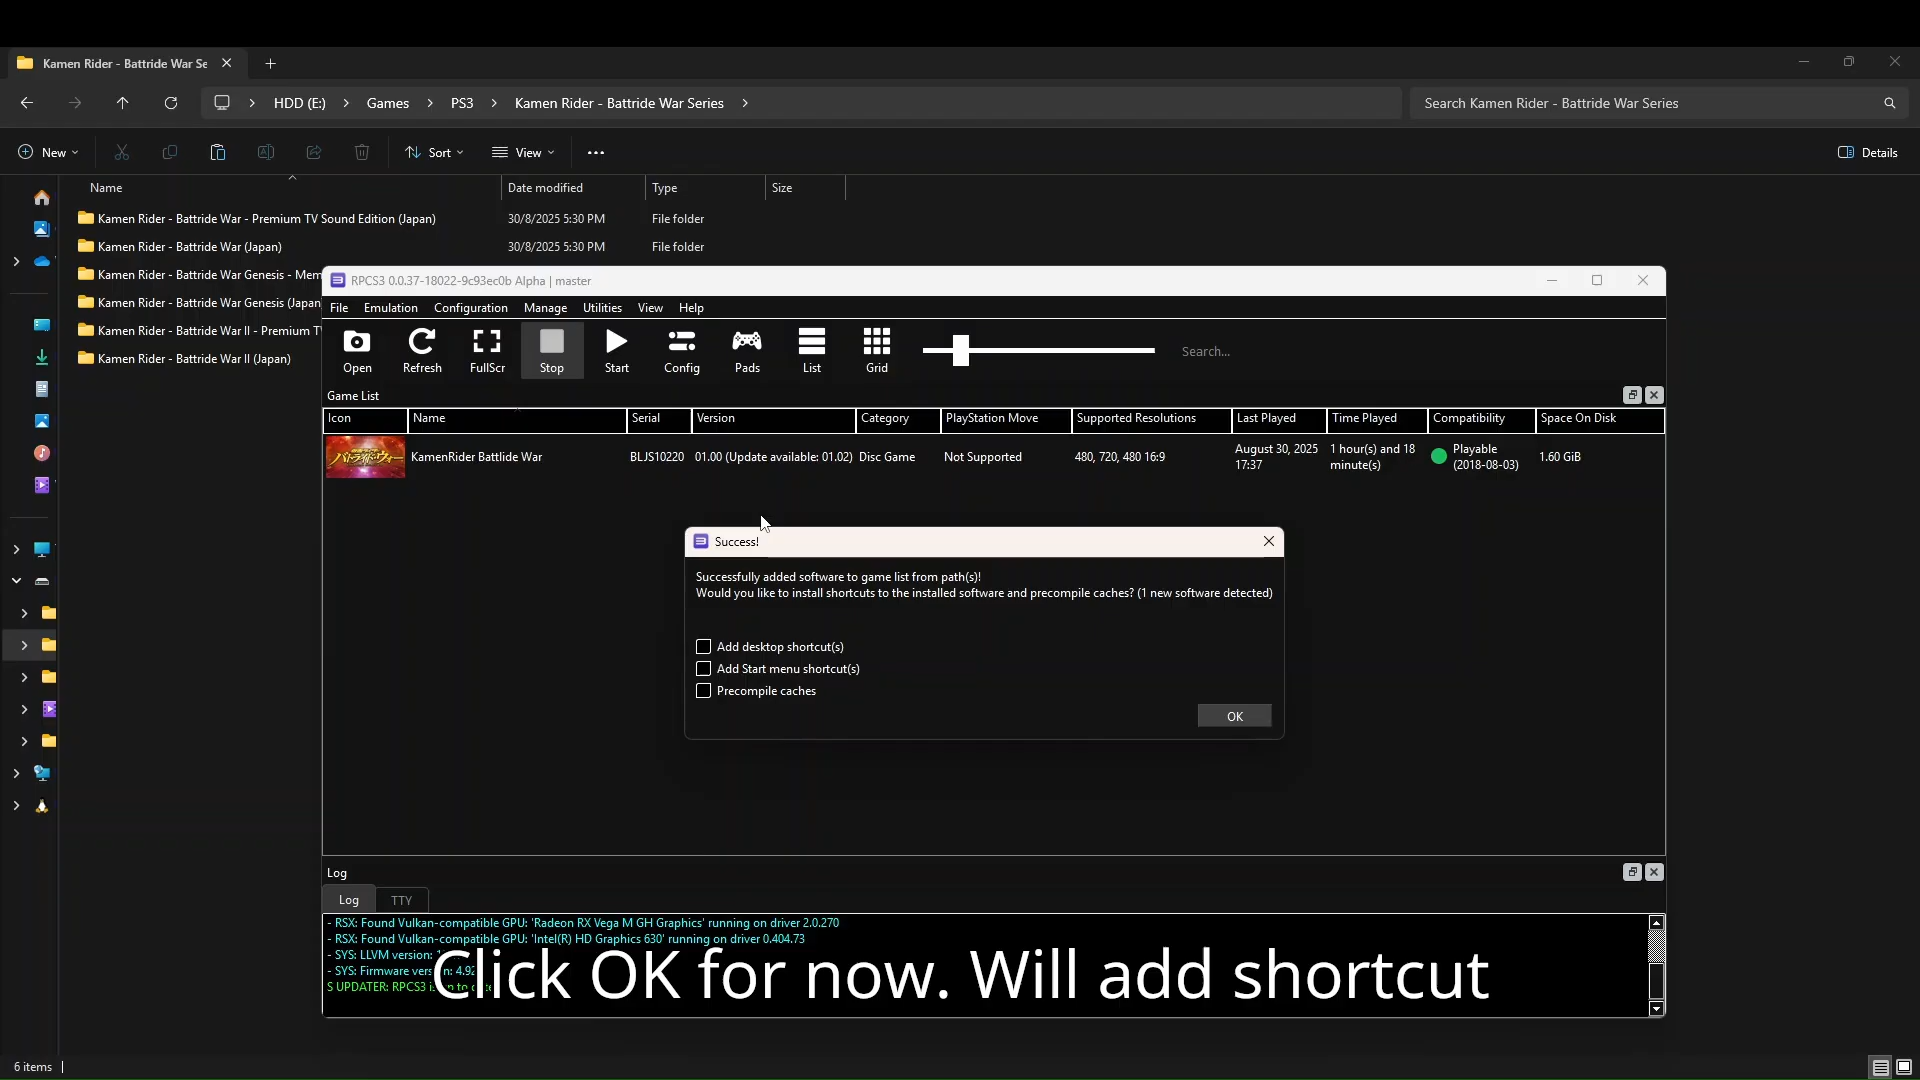 Kamen Rider - Battride War Se
HDD (E:) > Games > PS3 > Kamen Rider - Battride War Series >
Search Kamen Rider - Battride War Series
New
Sort
View
Details
Name
Date modified
Type
Size
Kamen Rider - Battride War - Premium TV Sound Edition (Japan) 30/8/2025 5:30 PM File folder
Kamen Rider - Battride War (Japan) 30/8/2025 5:30 PM File folder
Kamen Rider - Battride War Genesis - Mem
Kamen Rider - Battride War Genesis (Japan
Kamen Rider - Battride War II - Premium T
Kamen Rider - Battride War II (Japan)
RPCS3 0.0.37-18022-9c93ec0b Alpha | master
File Emulation Configuration Manage Utilities View Help
Open Refresh FullScr Stop Start Config Pads List Grid
Search...
Game List
Icon Name Serial Version Category PlayStation Move Supported Resolutions Last Played Time Played Compatibility Space On Disk
バトライド・ウォー
KamenRider Battlide War BLJS10220 01.00 (Update available: 01.02) Disc Game Not Supported 480, 720, 480 16:9
August 30, 2025
17:37
1 hour(s) and 18
minute(s)
Playable
(2018-08-03)
1.60 GiB
Success!
Successfully added software to game list from path(s)!
Would you like to install shortcuts to the installed software and precompile caches? (1 new software detected)
Add desktop shortcut(s)
Add Start menu shortcut(s)
Precompile caches
OK
Log
Log TTY
- RSX: Found Vulkan-compatible GPU: 'Radeon RX Vega M GH Graphics' running on driver 2.0.270
- RSX: Found Vulkan-compatible GPU: 'Intel(R) HD Graphics 630' running on driver 0.404.73
- SYS: LLVM version:
- SYS: Firmware version: 4.92
S UPDATER: RPCS3
Click OK for now. Will add shortcut
6 items